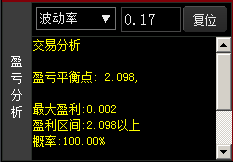 波动率 0.17 复位
盈亏分析
交易分析
盈亏平衡点: 2.098,
最大盈利:0.002
盈利区间:2.098以上
概率:100.00%